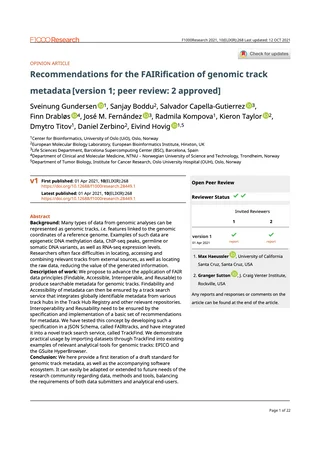 F1000Research
F1000Research 2021, 10(ELIXIR):268 Last updated: 12 OCT 2021
Check for updates
OPINION ARTICLE
Recommendations for the FAIRification of genomic track
metadata [version 1; peer review: 2 approved]
Sveinung Gundersen 1, Sanjay Boddu2, Salvador Capella-Gutierrez 3,
Finn Drabløs 4, José M. Fernández 3, Radmila Kompova1, Kieron Taylor 2,
Dmytro Titov1, Daniel Zerbino2, Eivind Hovig 1,5
1Center for Bioinformatics, University of Oslo (UiO), Oslo, Norway
2European Molecular Biology Laboratory, European Bioinformatics Institute, Hinxton, UK
3Life Sciences Department, Barcelona Supercomputing Center (BSC), Barcelona, Spain
4Department of Clinical and Molecular Medicine, NTNU - Norwegian University of Science and Technology, Trondheim, Norway
5Department of Tumor Biology, Institute for Cancer Research, Oslo University Hospital (OUH), Oslo, Norway
v1
First published: 01 Apr 2021, 10(ELIXIR):268
https://doi.org/10.12688/f1000research.28449.1
Latest published: 01 Apr 2021, 10(ELIXIR):268
https://doi.org/10.12688/f1000research.28449.1
Abstract
Background: Many types of data from genomic analyses can be
represented as genomic track, i.e. features linked to the genomic
coordinates of a reference genome. Examples of such data are
epigenetic DNA methylation data, ChIP-seq peaks, germline or
somatic DNA variants, as well as RNA-seq expression levels.
Researchers often face difficulties in locating, accessing and
combining relevant tracks from external sources, as well as locating
the raw data, reducing the value of the generated information.
Description of work: We propose to advance the application of FAIR
data principles (Findable, Accessible, Interoperable, and Reusable) to
produce searchable metadata for genomic tracks. Findability and
Accessibility of metadata can then be ensured by a track search
service that integrates globally identifiable metadata from various
track hubs in the Track Hub Registry and other relevant repositories.
Interoperability and Reusability need to be ensured by the
specification and implementation of a basic set of recommendations
for metadata. We have tested this concept by developing such a
specification in a JSON Schema, called FAIRtracks, and have integrated
it into a novel track search service, called TrackFind. We demonstrate
practical usage by importing datasets through TrackFind into existing
examples of relevant analytical tools for genomic tracks: EPICO and
the GSuite HyperBrowser.
Conclusion: We here provide a first iteration of a draft standard for
genomic track metadata, as well as the accompanying software
ecosystem. It can easily be adapted or extended to future needs of the
research community regarding data, methods and tools, balancing
the requirements of both data submitters and analytical end-users.
Open Peer Review
Reviewer Status
Invited Reviewers
1 2
version 1
01 Apr 2021
report report
1. Max Haeussler, University of California
Santa Cruz, Santa Cruz, USA
2. Granger Sutton, J. Craig Venter Institute,
Rockville, USA
Any reports and responses or comments on the
article can be found at the end of the article.
Page 1 of 22